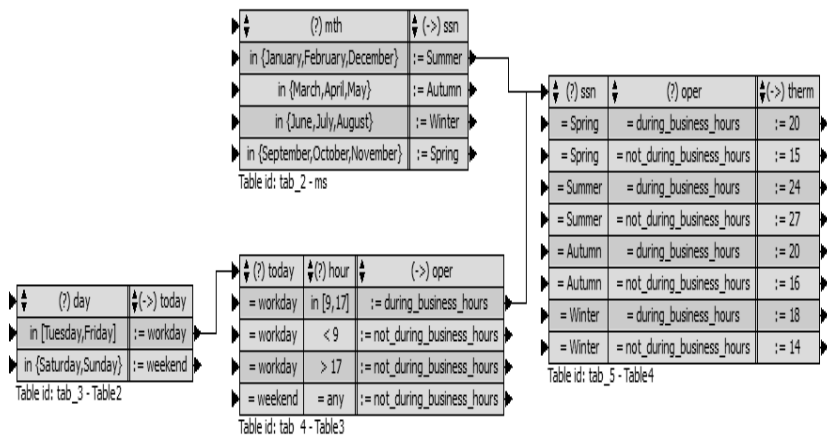 (?) mth (->) ssn
in {January,February,December} := Summer
in {March,April,May} := Autumn
in {June,July,August} := Winter
in {September,October,November} := Spring
Table id: tab_2 - ms
(?) day (->) today
in [Tuesday,Friday] := workday
in {Saturday,Sunday} := weekend
Table id: tab_3 - Table2
(?) today (?) hour (->) oper
= workday in [9,17] := during_business_hours
= workday < 9 := not_during_business_hours
= workday > 17 := not_during_business_hours
= weekend = any := not_during_business_hours
Table id: tab_4 - Table3
(?) ssn (?) oper (->) therm
= Spring = during_business_hours := 20
= Spring = not_during_business_hours := 15
= Summer = during_business_hours := 24
= Summer = not_during_business_hours := 27
= Autumn = during_business_hours := 20
= Autumn = not_during_business_hours := 16
= Winter = during_business_hours := 18
= Winter = not_during_business_hours := 14
Table id: tab_5 - Table4